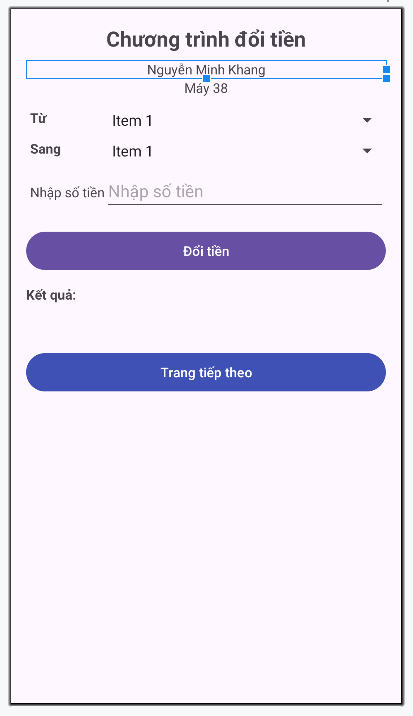 Chương trình đổi tiền
Nguyễn Minh Khang
Máy 38
Từ Item 1
Sang Item 1
Nhập số tiền Nhập số tiền
Đổi tiền
Kết quả:
Trang tiếp theo